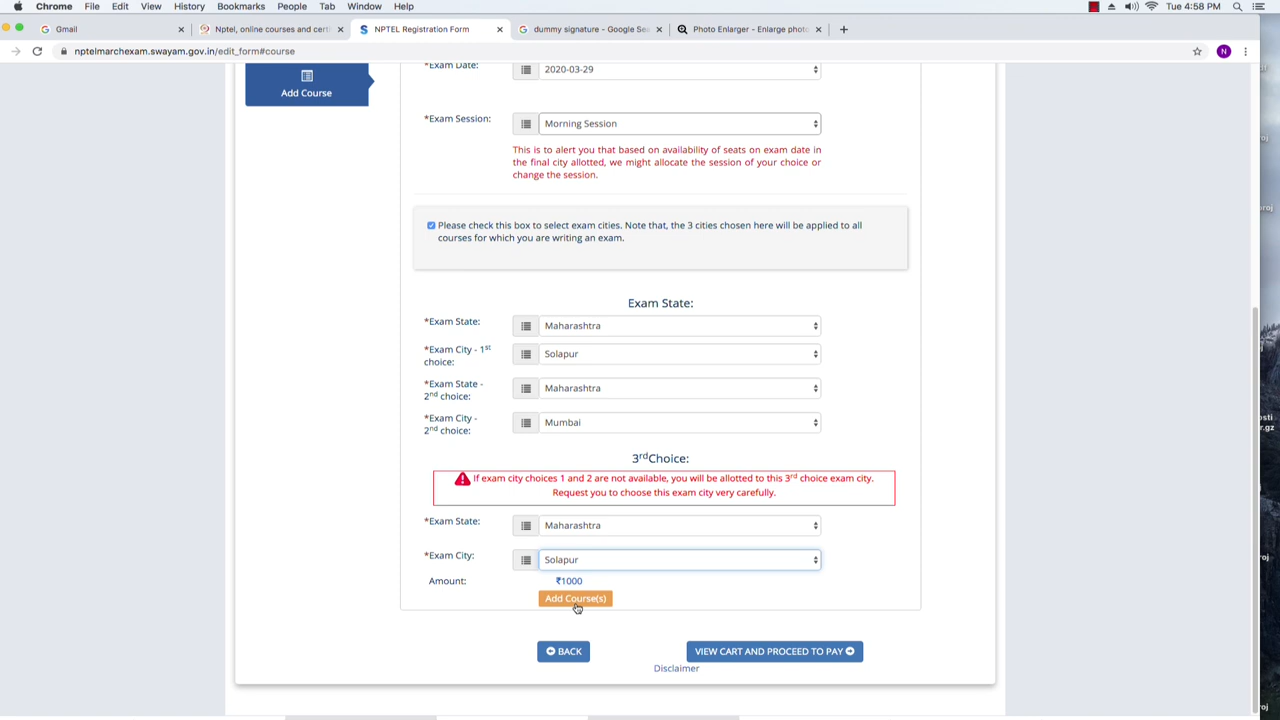 Chrome File Edit View History Bookmarks People Tab Window Help Tue 4:58 PM
Gmail × Nptel, online courses and certi × NPTEL Registration Form × dummy signature - Google Sea × Photo Enlarger - Enlarge photo × +
nptelmarchexam.swayam.gov.in/edit_form#course N
*Exam Date: 2020-03-29
Add Course
*Exam Session: Morning Session
This is to alert you that based on availability of seats on exam date in
the final city allotted, we might allocate the session of your choice or
change the session.
Please check this box to select exam cities. Note that, the 3 cities chosen here will be applied to all
courses for which you are writing an exam.
Exam State:
*Exam State: Maharashtra
*Exam City - 1st
choice: Solapur
*Exam State -
2nd choice: Maharashtra
*Exam City -
2nd choice: Mumbai
3rdChoice:
If exam city choices 1 and 2 are not available, you will be allotted to this 3rd choice exam city.
Request you to choose this exam city very carefully.
*Exam State: Maharashtra
*Exam City: Solapur
Amount: ₹1000
Add Course(s)
BACK VIEW CART AND PROCEED TO PAY
Disclaimer